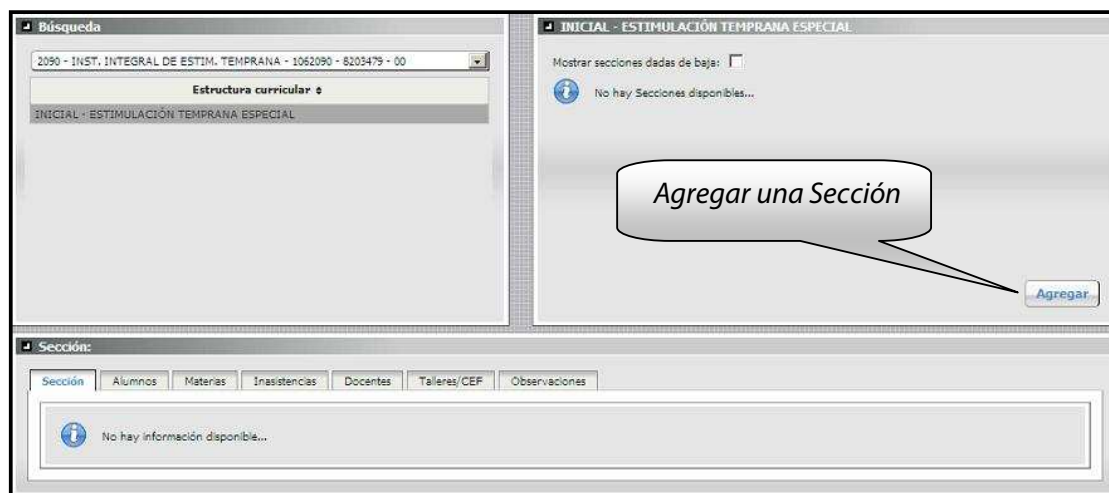 Búsqueda
2090 - INST. INTEGRAL DE ESTIM. TEMPRANA - 1062090 - 8203479 - 00
Estructura curricular
INICIAL - ESTIMULACIÓN TEMPRANA ESPECIAL
INICIAL - ESTIMULACIÓN TEMPRANA ESPECIAL
Mostrar secciones dadas de baja:
No hay Secciones disponibles...
Agregar una Sección
Agregar
Sección:
Sección Alumnos Materias Inasistencias Docentes Talleres/CEF Observaciones
No hay información disponible...